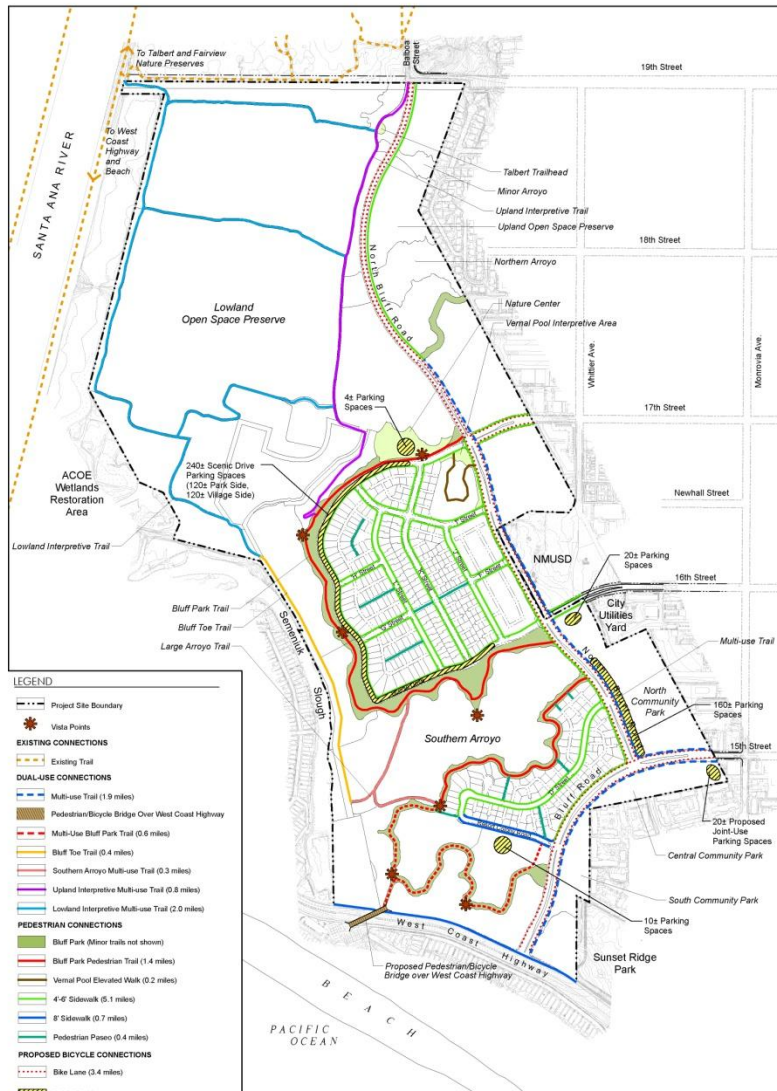 To Talbert and Fairview
Nature Preserves
Balboa
Street
19th Street
To West
Coast
Highway
and
Beach
SANTA ANA RIVER
Talbert Trailhead
Minor Arroyo
Upland Interpretive Trail
Upland Open Space Preserve
18th Street
Northern Arroyo
North Bluff Road
Nature Center
Vernal Pool Interpretive Area
Lowland
Open Space Preserve
Whittier Ave.
Monrovia Ave.
4± Parking
Spaces
17th Street
240± Scenic Drive
Parking Spaces
(120± Park Side,
120± Village Side)
ACOE
Wetlands
Restoration
Area
Newhall Street
Lowland Interpretive Trail
NMUSD
20± Parking
Spaces
16th Street
City
Utilities
Yard
Bluff Park Trail
Bluff Toe Trail
Large Arroyo Trail
Semeniuk
Slough
Multi-use Trail
North
Community
Park
160± Parking
Spaces
Southern Arroyo
15th Street
Bluff Road
20± Proposed
Joint-Use
Parking Spaces
Central Community Park
South Community Park
10± Parking
Spaces
Sunset Ridge
Park
West Coast Highway
Proposed Pedestrian/Bicycle
Bridge over West Coast Highway
BEACH
PACIFIC
OCEAN
LEGEND
Project Site Boundary
Vista Points
EXISTING CONNECTIONS
Existing Trail
DUAL-USE CONNECTIONS
Multi-use Trail (1.9 miles)
Pedestrian/Bicycle Bridge Over West Coast Highway
Multi-Use Bluff Park Trail (0.6 miles)
Bluff Toe Trail (0.4 miles)
Southern Arroyo Multi-use Trail (0.3 miles)
Upland Interpretive Multi-use Trail (0.8 miles)
Lowland Interpretive Multi-use Trail (2.0 miles)
PEDESTRIAN CONNECTIONS
Bluff Park (Minor trails not shown)
Bluff Park Pedestrian Trail (1.4 miles)
Vernal Pool Elevated Walk (0.2 miles)
4'-6' Sidewalk (5.1 miles)
8' Sidewalk (0.7 miles)
Pedestrian Paseo (0.4 miles)
PROPOSED BICYCLE CONNECTIONS
Bike Lane (3.4 miles)